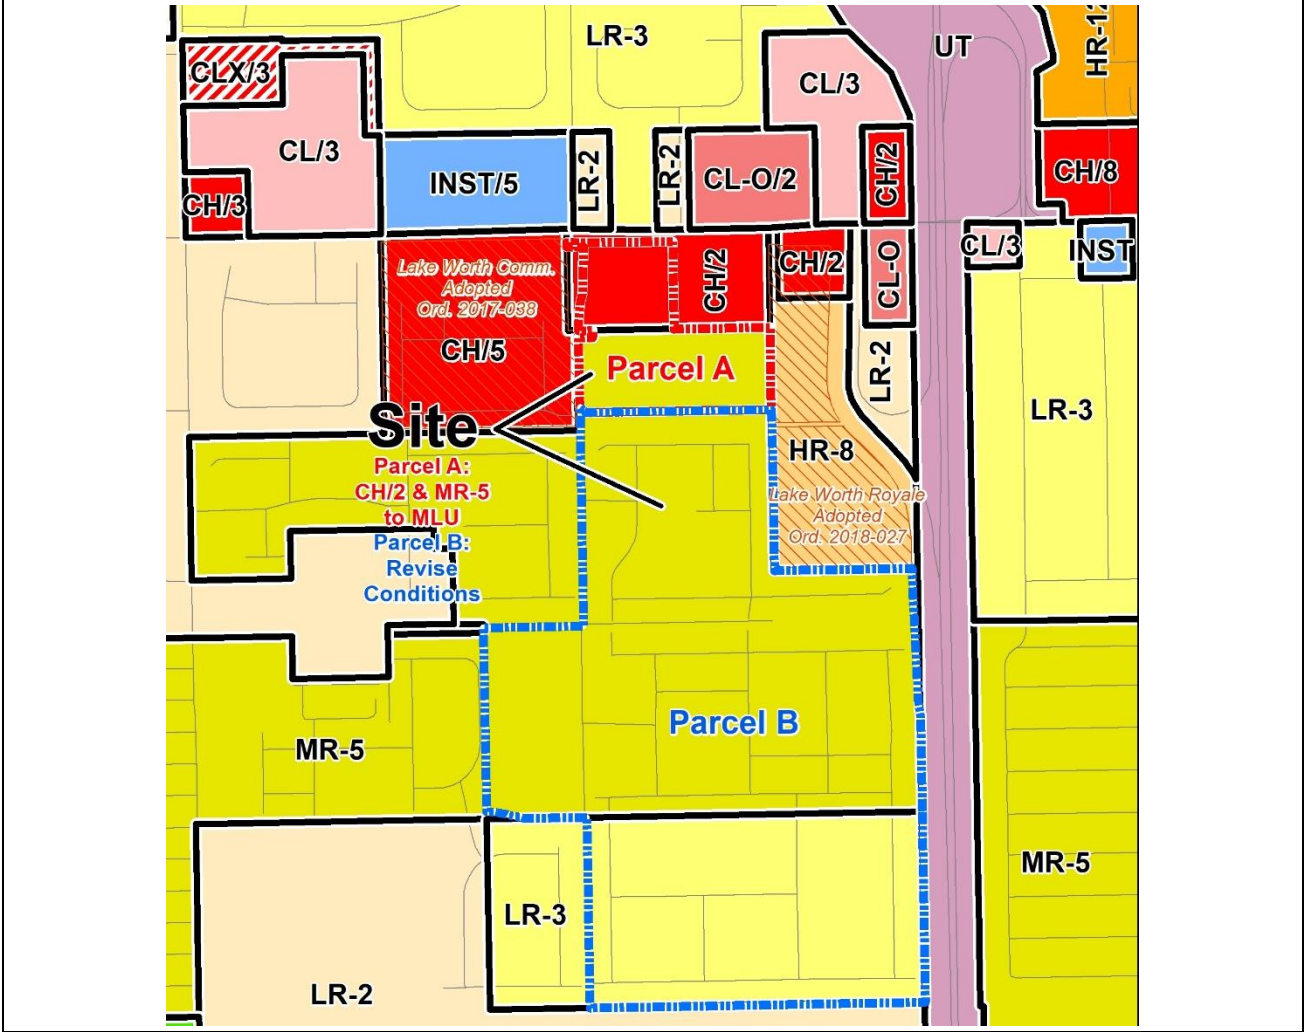 LR-3
UT
HR-12
CLX/3
CL/3
CL/3
CH/2
CH/8
INST/5
LR-2
LR-2
CL-O/2
CH/3
CL/3
INST
Lake Worth Comm.
Adopted
Ord. 2017-038
CH/5
CH/2
CH/2
CL-O
Parcel A
LR-2
LR-3
Site
Parcel A:
CH/2 & MR-5
to MLU
Parcel B:
Revise
Conditions
HR-8
Lake Worth Royale
Adopted
Ord. 2018-027
Parcel B
MR-5
MR-5
LR-3
LR-2